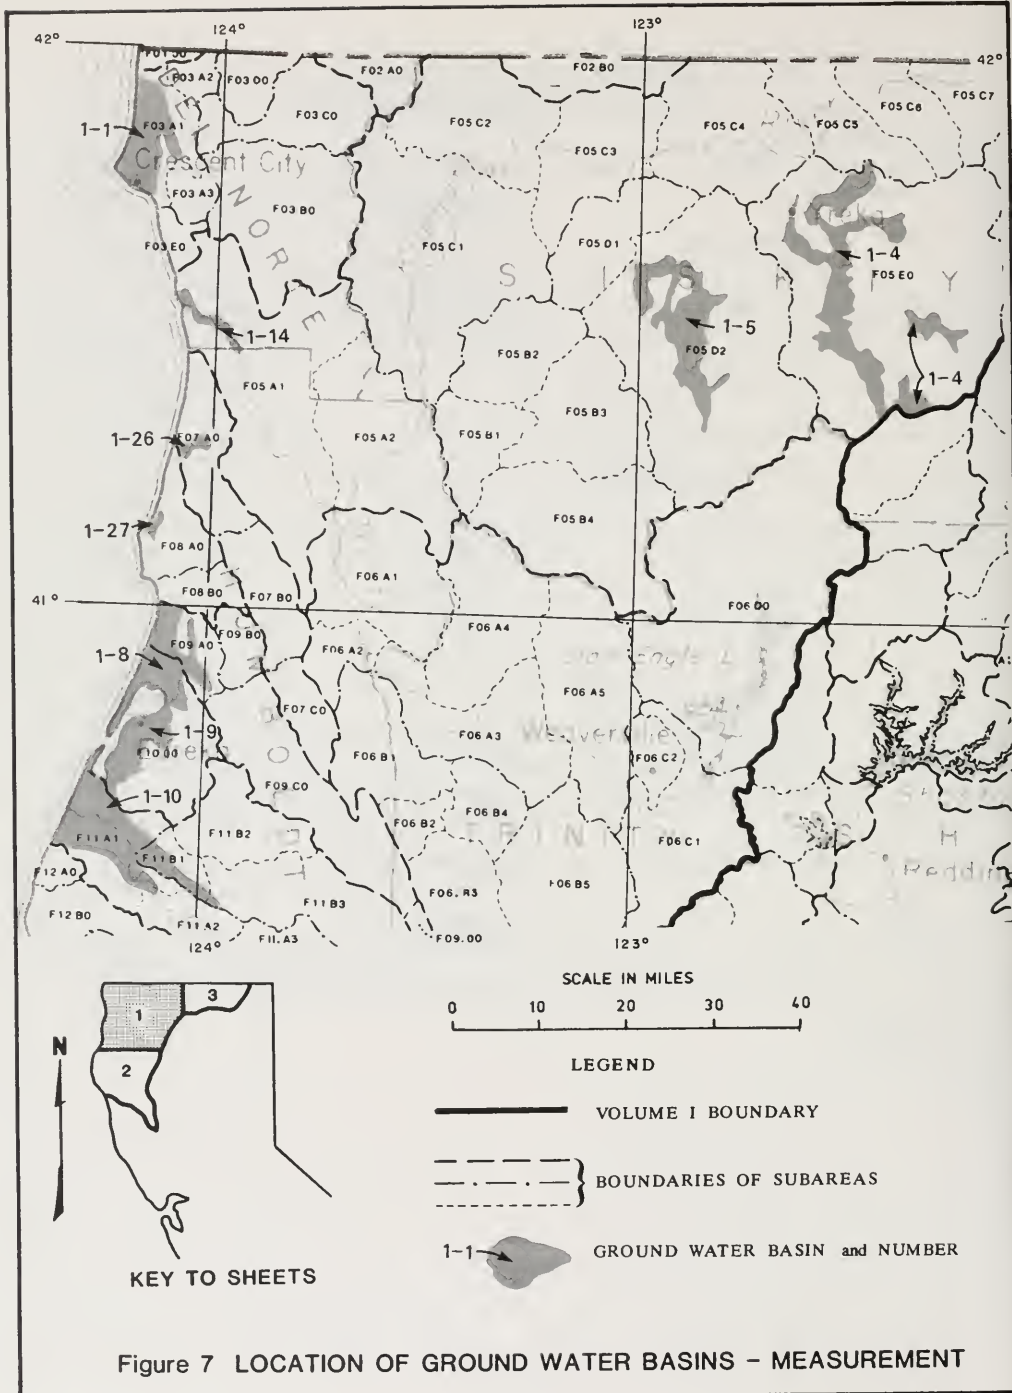 124°
123°
42°
42°
F03 A2
F03 D0
F02 A0
F02 B0
F05 C7
F05 C6
F03 C0
F05 C2
F05 C4
F05 C5
1-1
F03 A1
F05 C3
Crescent City
F03 A3
F03 B0
Yreka
F03 E0
F05 C1
F05 D1
1-4
F05 E0
S I S K I Y
NORTE
1-14
1-5
F05 B2
F05 D2
1-4
F05 A1
F05 B3
1-26
F07 A0
F05 A2
F05 B1
1-27
F05 B4
F08 A0
F06 A1
41°
F08 B0
F07 B0
F06 D0
F09 A0
F09 B0
F06 A2
F06 A4
1-8
F06 A5
F07 C0
1-9
F06 A3
Weaverville
Eureka
F10 00
F06 B1
F06 C2
1-10
F09 C0
F06 B4
F11 A1
F11 B2
F06 B2
TRINITY
H
F11 B1
F06 C1
Redding
F12 A0
F06 B5
F11 B3
F06 B3
F12 B0
F11 A2
F11 A3
F09 00
124°
123°
SCALE IN MILES
0 10 20 30 40
1
2
3
N
KEY TO SHEETS
LEGEND
VOLUME I BOUNDARY
BOUNDARIES OF SUBAREAS
1-1
GROUND WATER BASIN and NUMBER
Figure 7 LOCATION OF GROUND WATER BASINS - MEASUREMENT